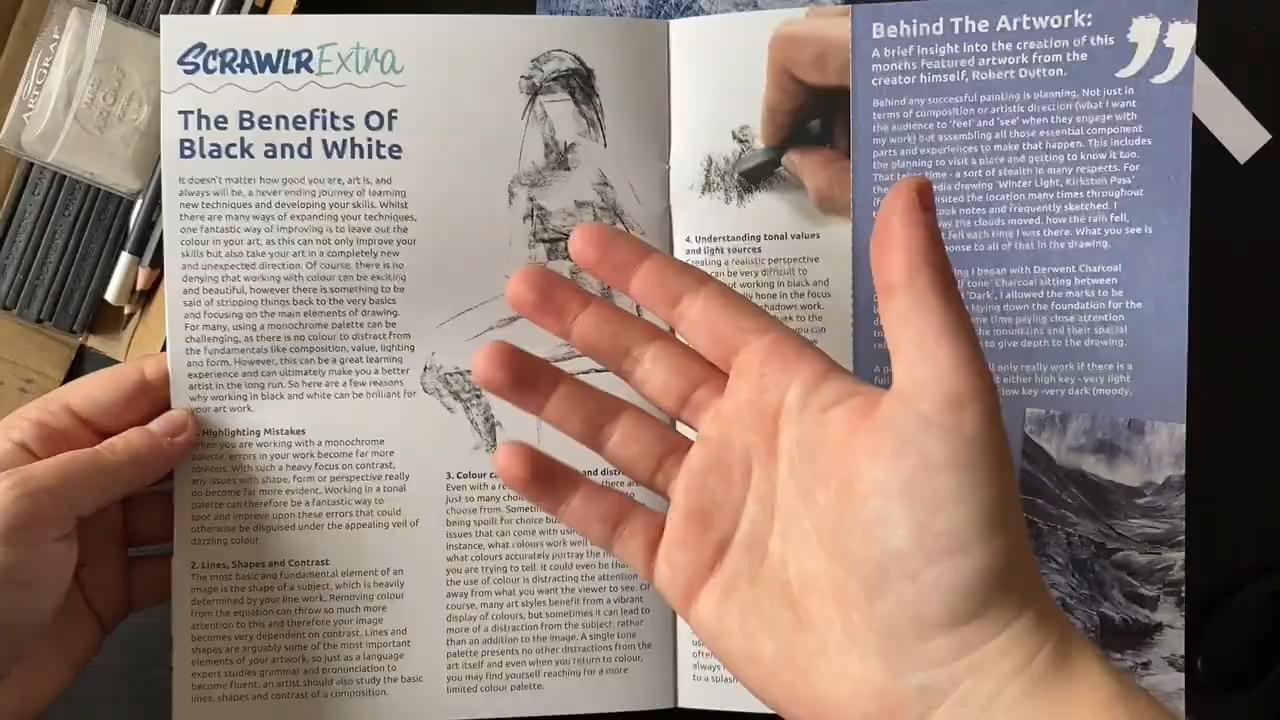 ARTGRAF
SCRAWLR Extra
The Benefits Of
Black and White
It doesn't matter how good you are, art is, and
always will be, a never ending journey of learning
new techniques and developing your skills. Whilst
there are many ways of expanding your techniques,
one fantastic way of improving is to leave out the
colour in your art, as this can not only improve your
skills but also take your art in a completely new
and unexpected direction. Of course, there is no
denying that working with colour can be exciting
and beautiful, however there is something to be
said of stripping things back to the very basics
and focusing on the main elements of drawing.
For many, using a monochrome palette can be
challenging, as there is no colour to distract from
the fundamentals like composition, value, lighting
and form. However, this can be a great learning
experience and can ultimately make you a better
artist in the long run. So here are a few reasons
why working in black and white can be brilliant for
your art work.
Highlighting Mistakes
When you are working with a monochrome
palette, errors in your work become far more
obvious. With such a heavy focus on contrast,
any issues with shape, form or perspective really
do become far more evident. Working in a tonal
palette can therefore be a fantastic way to
spot and improve upon these errors that could
otherwise be disguised under the appealing veil of
dazzling colour.
2. Lines, Shapes and Contrast
The most basic and fundamental element of an
image is the shape of a subject, which is heavily
determined by your line work. Removing colour
from the equation can throw so much more
attention to this and therefore your image
becomes very dependent on contrast. Lines and
shapes are arguably some of the most important
elements of your artwork, so just as a language
expert studies grammar and pronunciation to
become fluent, an artist should also study the basic
lines, shapes and contrast of a composition.
3. Colour and
Even with a there are
just so many
choose from.
being spoilt for choice
issues that can come with
instance, what colours work well
what colours accurately portray the
you are trying to tell. It could even be
the use of colour is distracting the attention
away from what you want the viewer to see. Of
course, many art styles benefit from a vibrant
display of colours, but sometimes it can lead to
more of a distraction from the subject, rather
than an addition to the image. A single tone
palette presents no other distractions from the
art itself and even when you return to colour,
you may find yourself reaching for a more
limited colour palette.
4. Understanding tonal values
and light sources
Creating a realistic perspective
can be very difficult to
working in black and
hone in the focus
shadows work.
to the
you can
always
to a splash
Behind The Artwork:
A brief insight into the creation of this
months featured artwork from the
creator himself, Robert Dutton.
Behind any successful painting is planning. Not just in
terms of composition or artistic direction (what I want
the audience to 'feel' and 'see' when they engage with
my work) but assembling all those essential component
parts and experiences to make that happen. This includes
the planning to visit a place and getting to know it too.
That time - a sort of stealth in many respects. For
the drawing 'Winter Light, Kirkston Pass'
visited the location many times throughout
took notes and frequently sketched. I
the clouds moved, how the rain fell,
felt each time I was there. What you see is
to all of that in the drawing.
I began with Derwent Charcoal
tone' Charcoal sitting between
'Dark'. I allowed the marks to be
laying down the foundation for the
time paying close attention
the mountains and their spatial
to give depth to the drawing.
only really work if there is a
full either high key - very light
low key - very dark (moody,